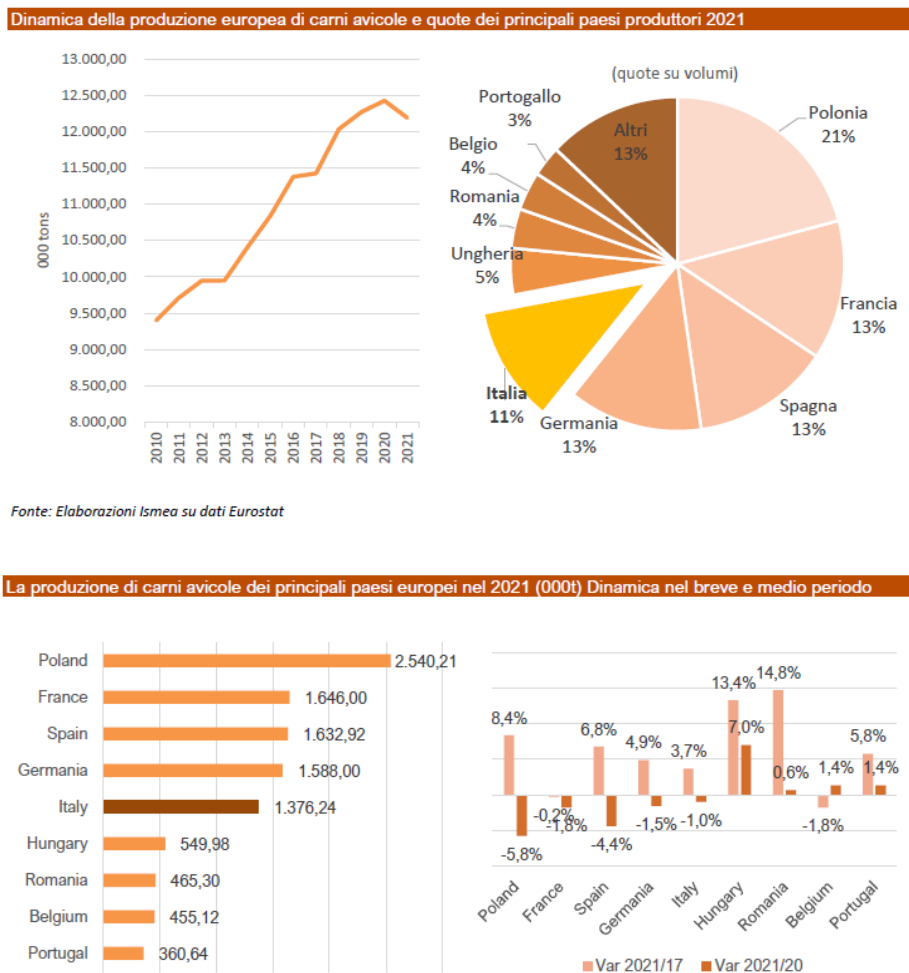 Dinamica della produzione europea di carni avicole e quote dei principali paesi produttori 2021
13.000,00
12.500,00
12.000,00
11.500,00
11.000,00
10.500,00
10.000,00
9.500,00
9.000,00
8.500,00
8.000,00
000 tons
2010
2011
2012
2013
2014
2015
2016
2017
2018
2019
2020
2021
(quote su volumi)
Polonia
21%
Francia
13%
Spagna
13%
Germania
13%
Italia
11%
Ungheria
5%
Romania
4%
Belgio
4%
Portogallo
3%
Altri
13%
Fonte: Elaborazioni Ismea su dati Eurostat
La produzione di carni avicole dei principali paesi europei nel 2021 (000t) Dinamica nel breve e medio periodo
Poland 2.540,21
France 1.646,00
Spain 1.632,92
Germania 1.588,00
Italy 1.376,24
Hungary 549,98
Romania 465,30
Belgium 455,12
Portugal 360,64
8,4%
-5,8%
-0,2%
-1,8%
6,8%
-4,4%
4,9%
-1,5%
3,7%
-1,0%
13,4%
7,0%
14,8%
0,6%
-1,8%
1,4%
5,8%
1,4%
Poland
France
Spain
Germania
Italy
Hungary
Romania
Belgium
Portugal
Var 2021/17
Var 2021/20